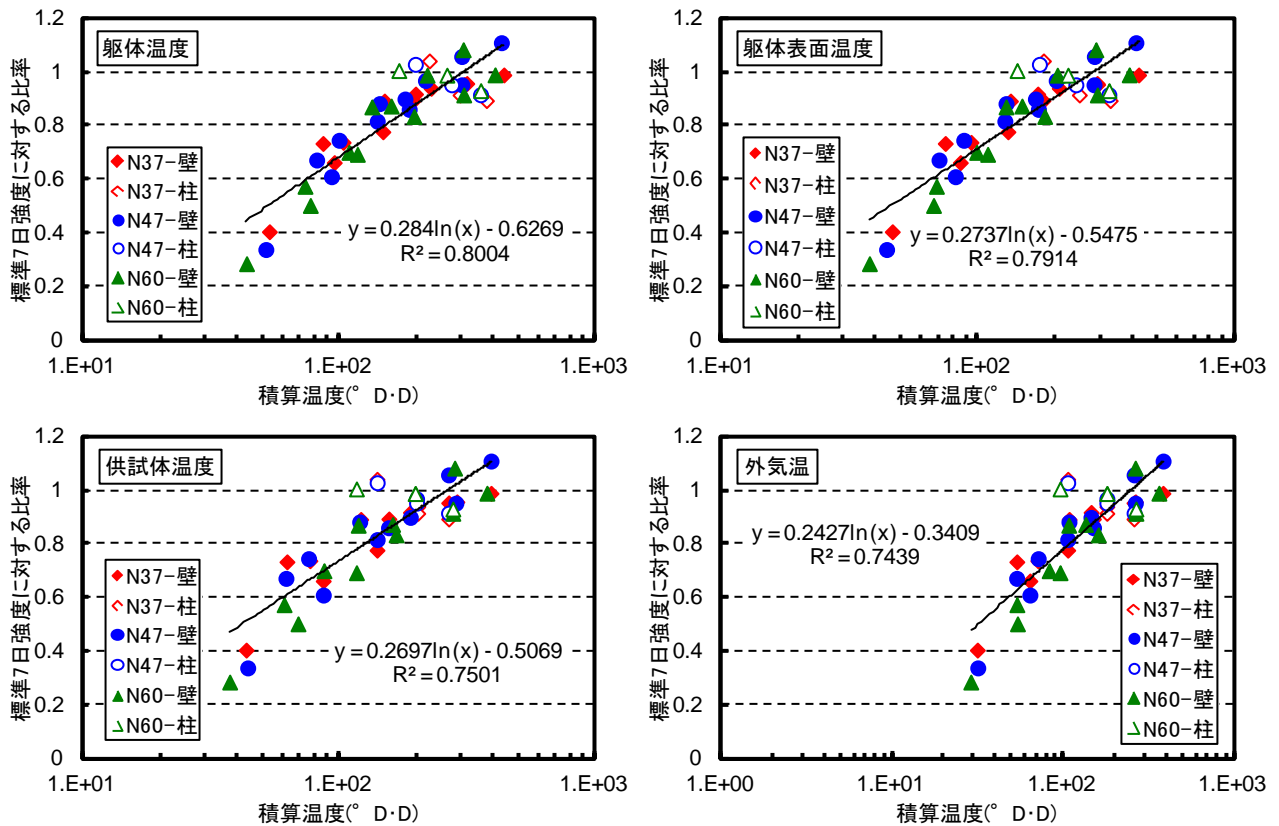 標準7日強度に対する比率
1.2
1
0.8
0.6
0.4
0.2
0
躯体温度
N37-壁
N37-柱
N47-壁
N47-柱
N60-壁
N60-柱
y = 0.284ln(x) - 0.6269
R² = 0.8004
1.E+01
1.E+02
1.E+03
積算温度(° D・D)
標準7日強度に対する比率
1.2
1
0.8
0.6
0.4
0.2
0
躯体表面温度
N37-壁
N37-柱
N47-壁
N47-柱
N60-壁
N60-柱
y = 0.2737ln(x) - 0.5475
R² = 0.7914
1.E+01
1.E+02
1.E+03
積算温度(° D・D)
標準7日強度に対する比率
1.2
1
0.8
0.6
0.4
0.2
0
供試体温度
N37-壁
N37-柱
N47-壁
N47-柱
N60-壁
N60-柱
y = 0.2697ln(x) - 0.5069
R² = 0.7501
1.E+01
1.E+02
1.E+03
積算温度(° D・D)
標準7日強度に対する比率
1.2
1
0.8
0.6
0.4
0.2
0
外気温
y = 0.2427ln(x) - 0.3409
R² = 0.7439
N37-壁
N37-柱
N47-壁
N47-柱
N60-壁
N60-柱
1.E+00
1.E+01
1.E+02
1.E+03
積算温度(° D・D)